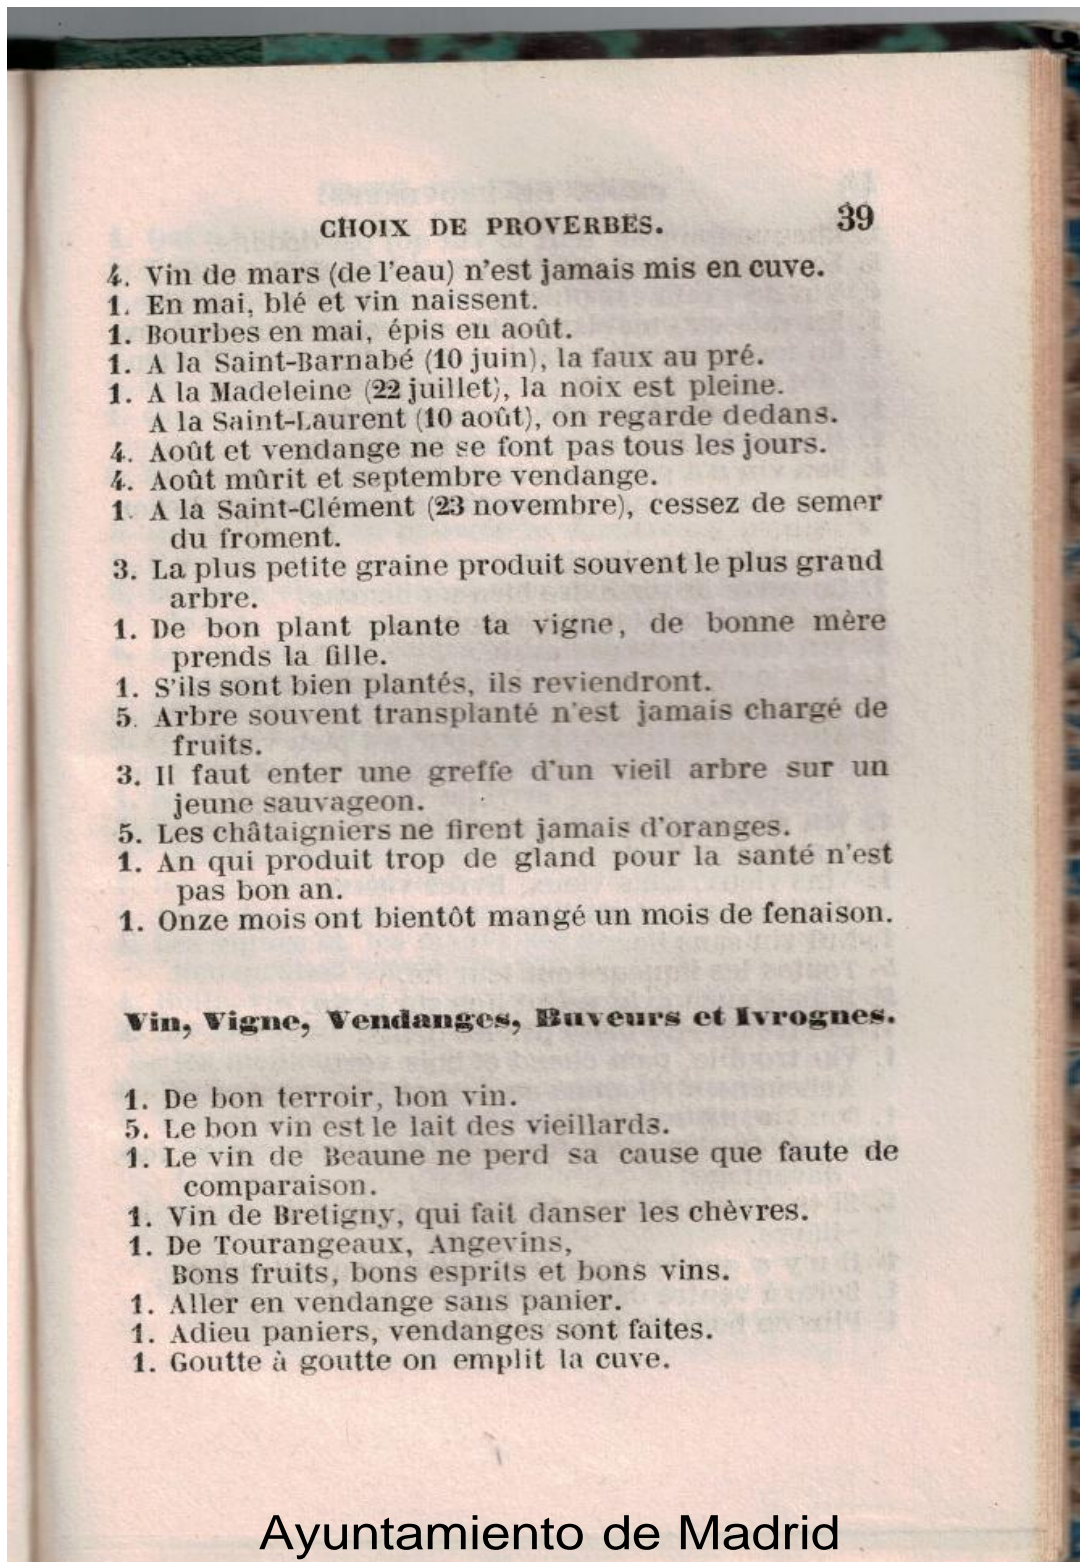 CHOIX DE PROVERBES. 39
4. Vin de mars (de l'eau) n'est jamais mis en cuve.
1. En mai, blé et vin naissent.
1. Bourbes en mai, épis en août.
1. A la Saint-Barnabé (10 juin), la faux au pré.
1. A la Madeleine (22 juillet), la noix est pleine.
A la Saint-Laurent (10 août), on regarde dedans.
4. Août et vendange ne se font pas tous les jours.
4. Août mûrit et septembre vendange.
1. A la Saint-Clément (23 novembre), cessez de semer
du froment.
3. La plus petite graine produit souvent le plus grand
arbre.
1. De bon plant plante ta vigne, de bonne mère
prends la fille.
1. S'ils sont bien plantés, ils reviendront.
5. Arbre souvent transplanté n'est jamais chargé de
fruits.
3. Il faut enter une greffe d'un vieil arbre sur un
jeune sauvageon.
5. Les châtaigniers ne firent jamais d'oranges.
1. An qui produit trop de gland pour la santé n'est
pas bon an.
1. Onze mois ont bientôt mangé un mois de fenaison.
Vin, Vigne, Vendanges, Buveurs et Ivrognes.
1. De bon terroir, bon vin.
5. Le bon vin est le lait des vieillards.
1. Le vin de Beaune ne perd sa cause que faute de
comparaison.
1. Vin de Bretigny, qui fait danser les chèvres.
1. De Tourangeaux, Angevins,
Bons fruits, bons esprits et bons vins.
1. Aller en vendange sans panier.
1. Adieu paniers, vendanges sont faites.
1. Goutte à goutte on emplit la cuve.
Ayuntamiento de Madrid